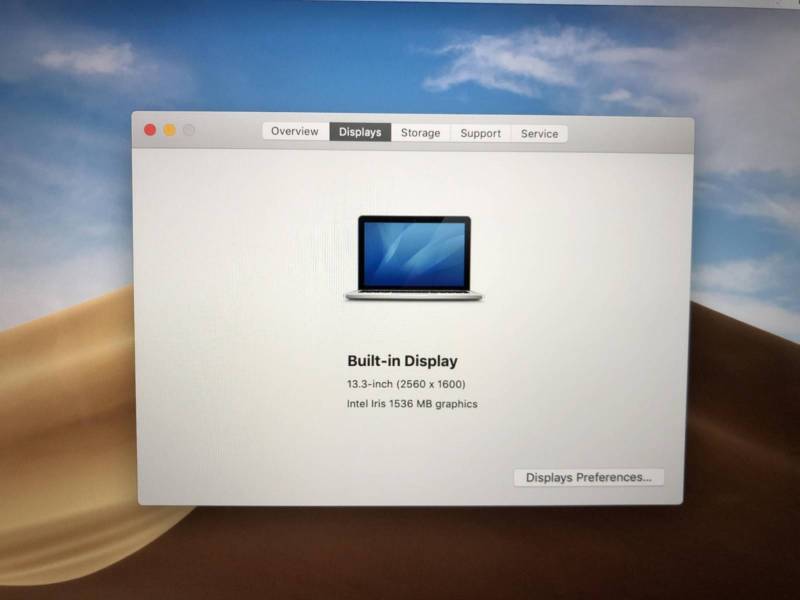 Overview Displays Storage Support Service
Built-in Display
13.3-inch (2560 x 1600)
Intel Iris 1536 MB graphics
Displays Preferences...